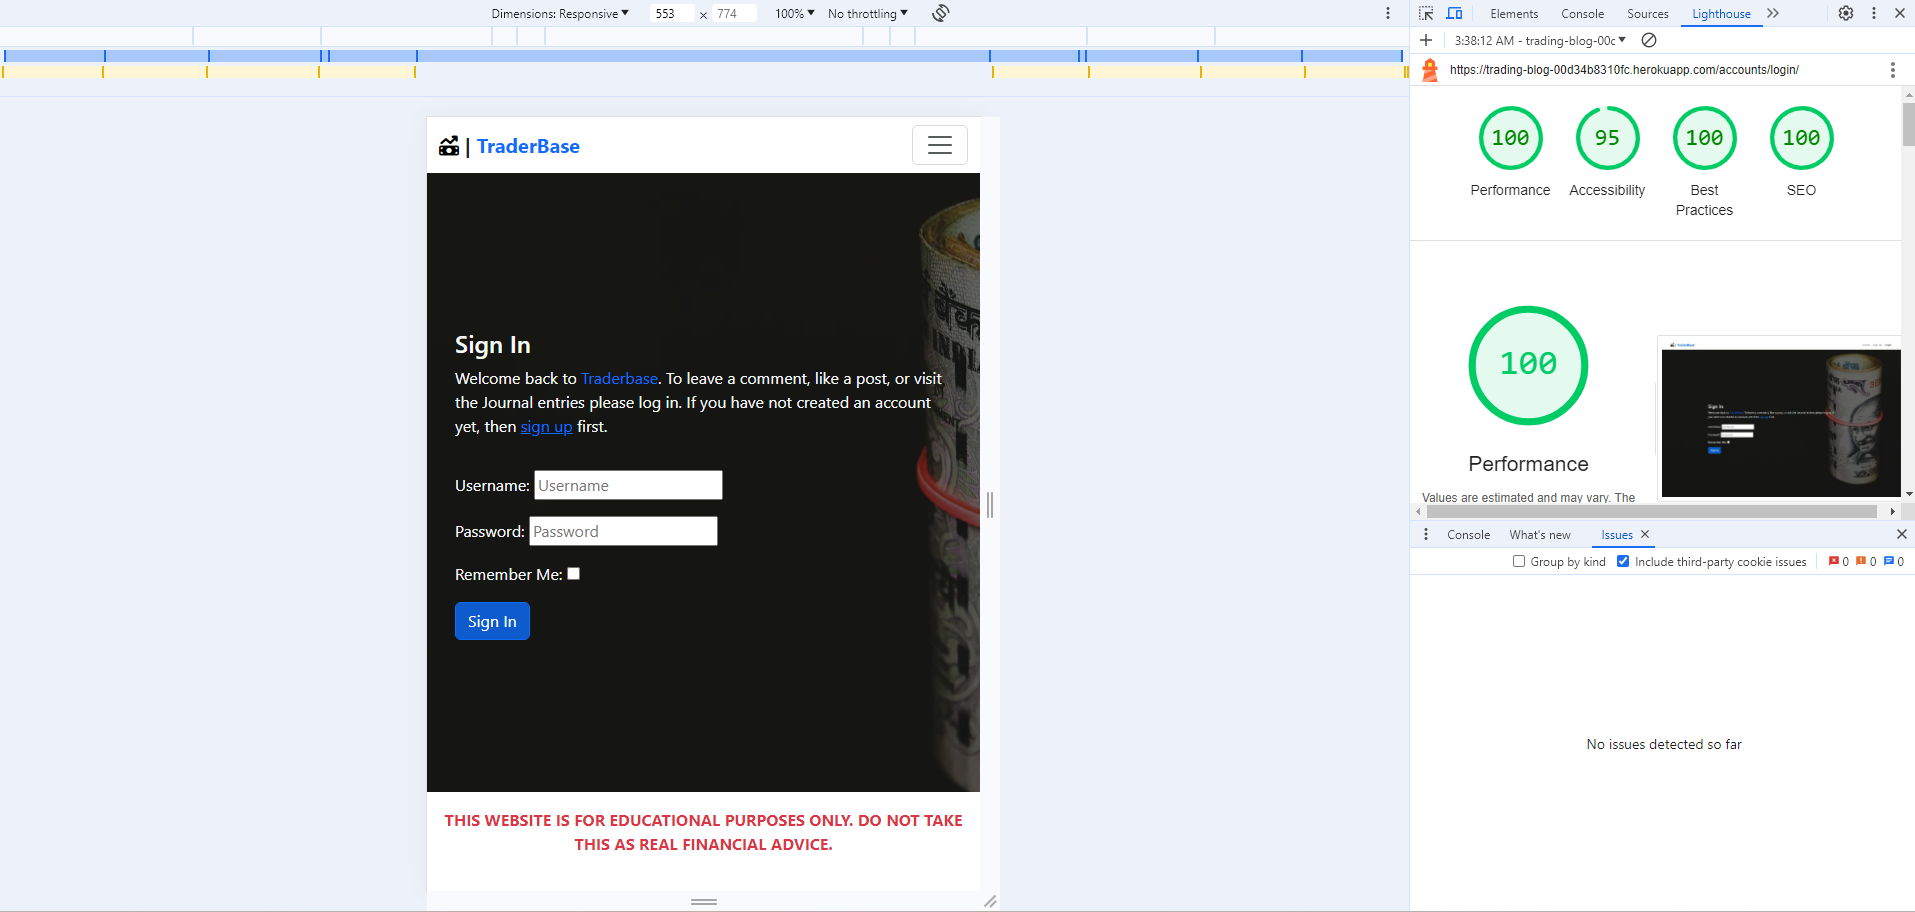 Dimensions: Responsive 553 × 774 100% No throttling
Elements Console Sources Lighthouse
3:38:12 AM - trading-blog-00c
https://trading-blog-00d34b8310fc.herokuapp.com/accounts/login/
| TraderBase
100 95 100 100
Performance Accessibility Best Practices SEO
Sign In
Welcome back to Traderbase. To leave a comment, like a post, or visit
the Journal entries please log in. If you have not created an account
yet, then sign up first.
Username: Username
Password: Password
Remember Me:
Sign In
THIS WEBSITE IS FOR EDUCATIONAL PURPOSES ONLY. DO NOT TAKE
THIS AS REAL FINANCIAL ADVICE.
100
Performance
Values are estimated and may vary. The
Console What's new Issues
Group by kind Include third-party cookie issues 0 0 0
No issues detected so far